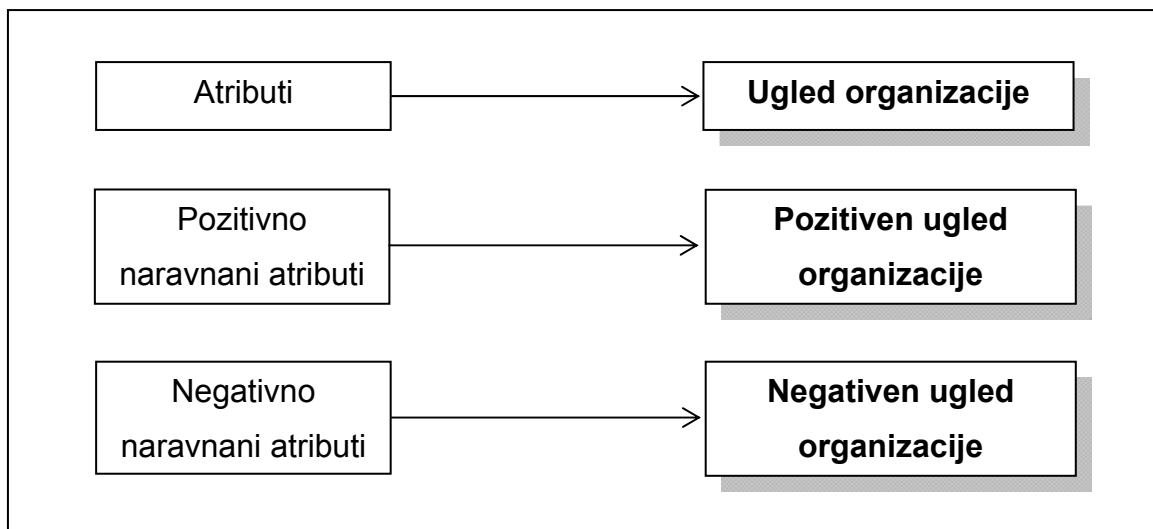 Atributi
Ugled organizacije
Pozitivno
naravnani atributi
Pozitiven ugled
organizacije
Negativno
naravnani atributi
Negativen ugled
organizacije